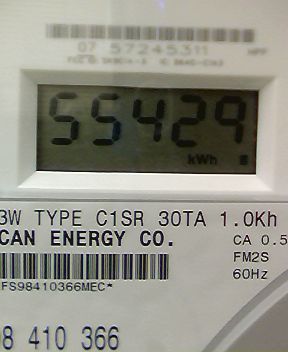 07 57245311
55429
kWh
3W TYPE C1SR 30TA 1.0Kh
CAN ENERGY CO.
CA 0.5
FM2S
60Hz
FS98410366MEC*
98 410 366